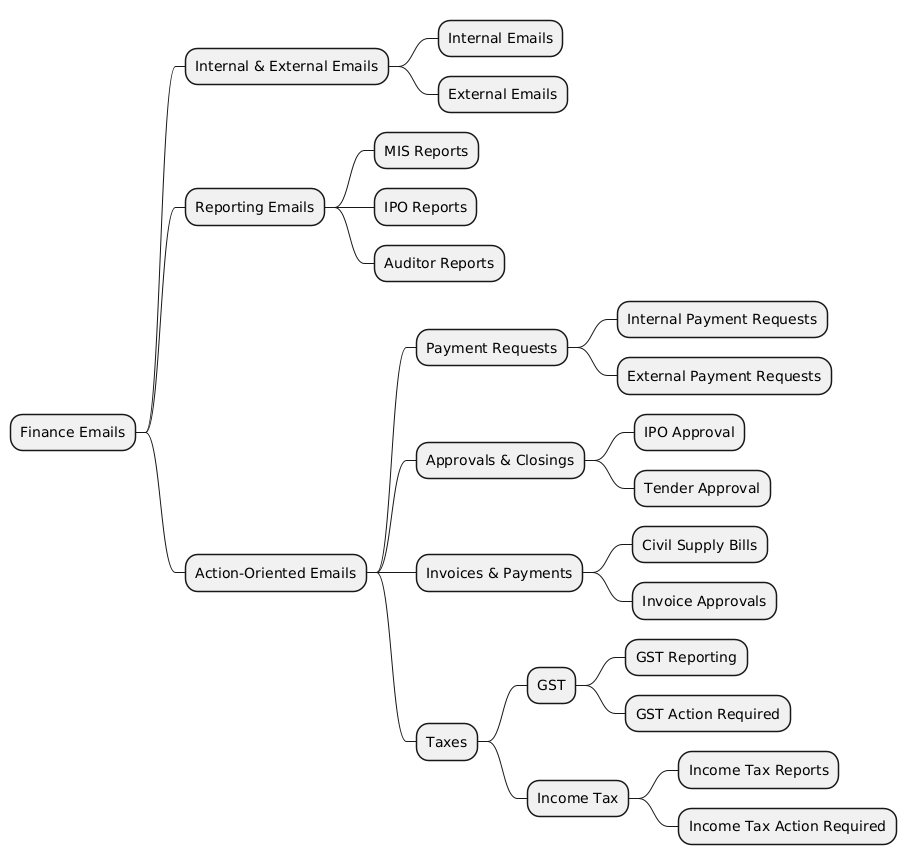 Finance Emails
Internal & External Emails
Internal Emails
External Emails
Reporting Emails
MIS Reports
IPO Reports
Auditor Reports
Action-Oriented Emails
Payment Requests
Internal Payment Requests
External Payment Requests
Approvals & Closings
IPO Approval
Tender Approval
Invoices & Payments
Civil Supply Bills
Invoice Approvals
Taxes
GST
GST Reporting
GST Action Required
Income Tax
Income Tax Reports
Income Tax Action Required